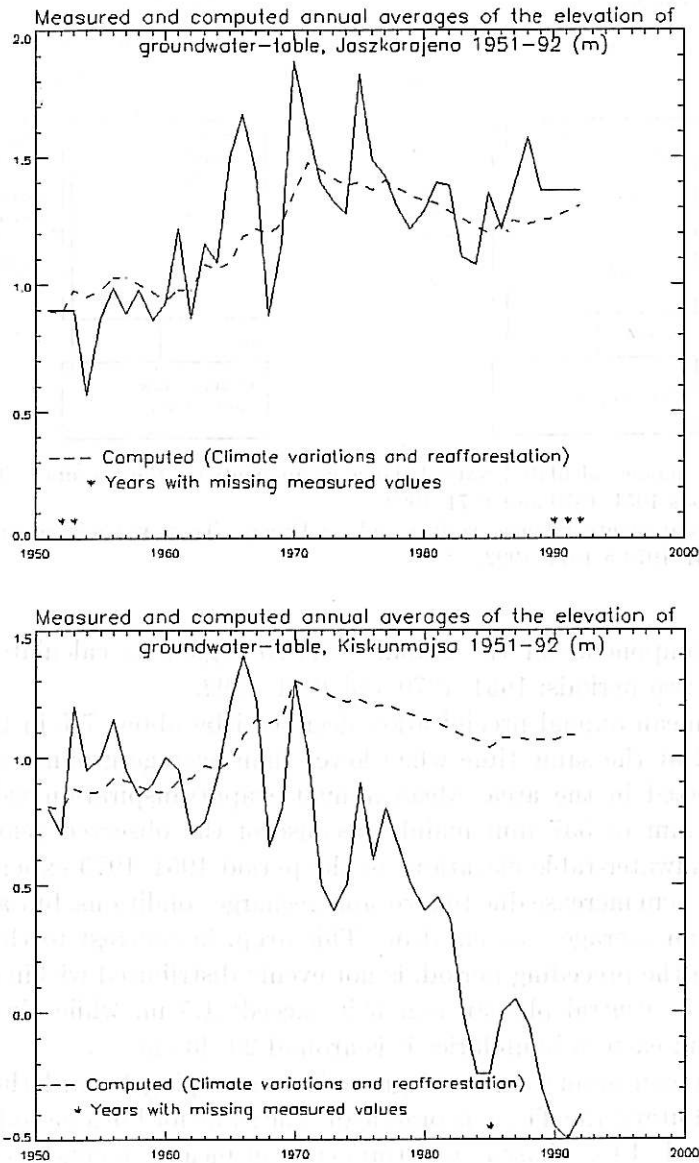 Measured and computed annual averages of the elevation of
groundwater-table, Jaszkarajeno 1951-92 (m)
2.0
1.5
1.0
0.5
0.0
--- Computed (Climate variations and reafforestation)
Years with missing measured values
1950 1960 1970 1980 1990 2000
Measured and computed annual averages of the elevation of
groundwater-table, Kiskunmajsa 1951-92 (m)
1.5
1.0
0.5
0.0
-0.5
--- Computed (Climate variations and reafforestation)
Years with missing measured values
1950 1960 1970 1980 1990 2000